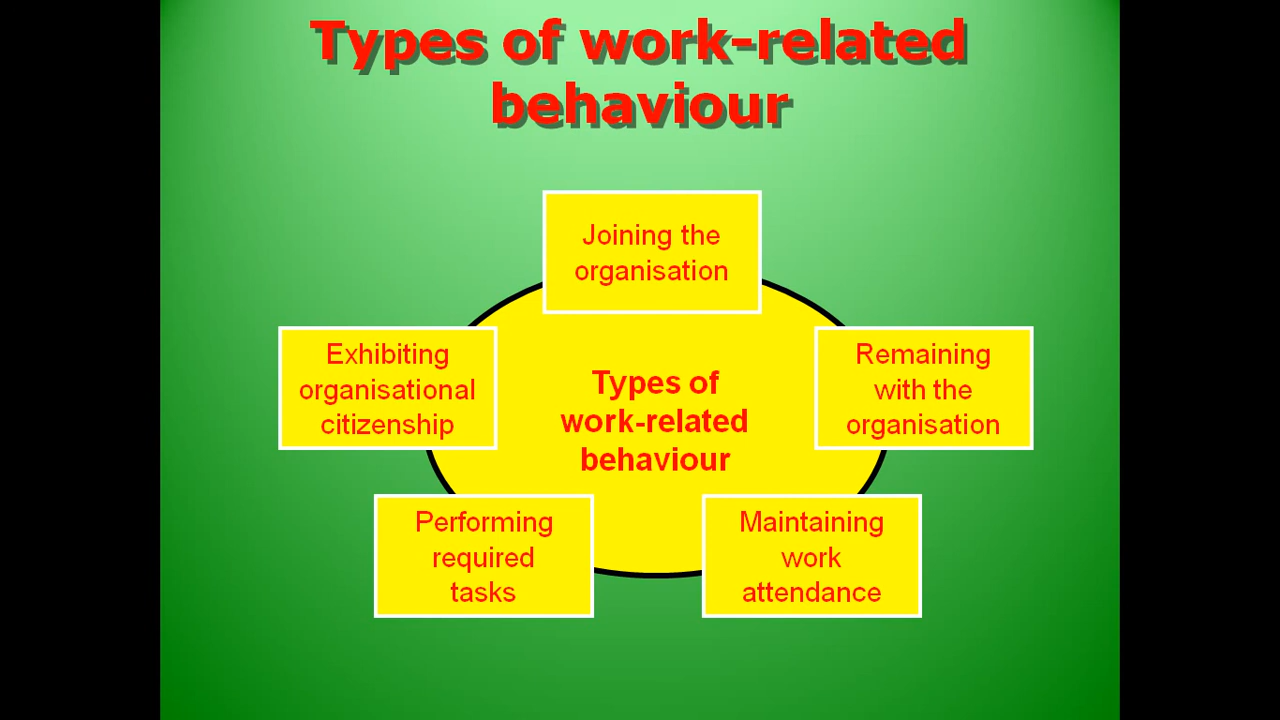 Types of work-related
behaviour
Joining the
organisation
Exhibiting
organisational
citizenship
Remaining
with the
organisation
Types of
work-related
behaviour
Performing
required
tasks
Maintaining
work
attendance